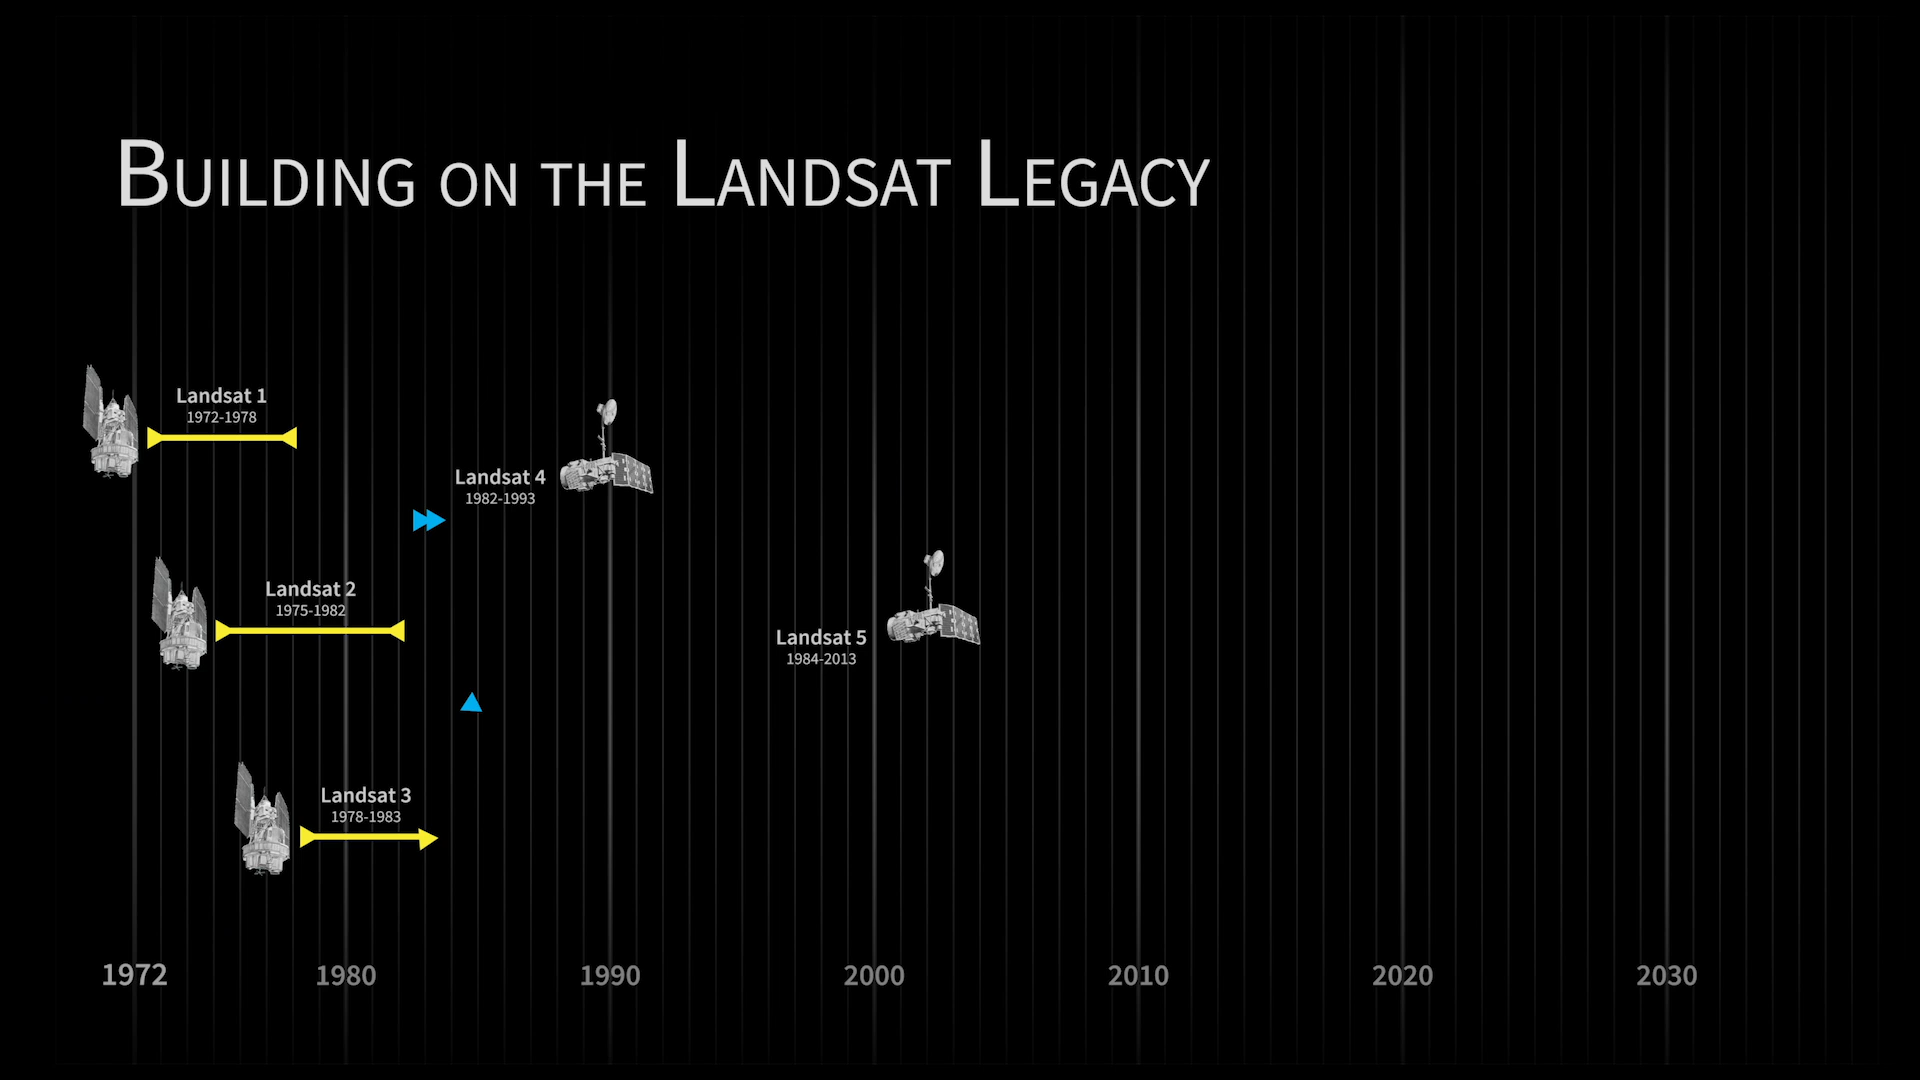 Building on the Landsat Legacy
Landsat 1
1972-1978
Landsat 4
1982-1993
Landsat 2
1975-1982
Landsat 5
1984-2013
Landsat 3
1978-1983
1972 1980 1990 2000 2010 2020 2030